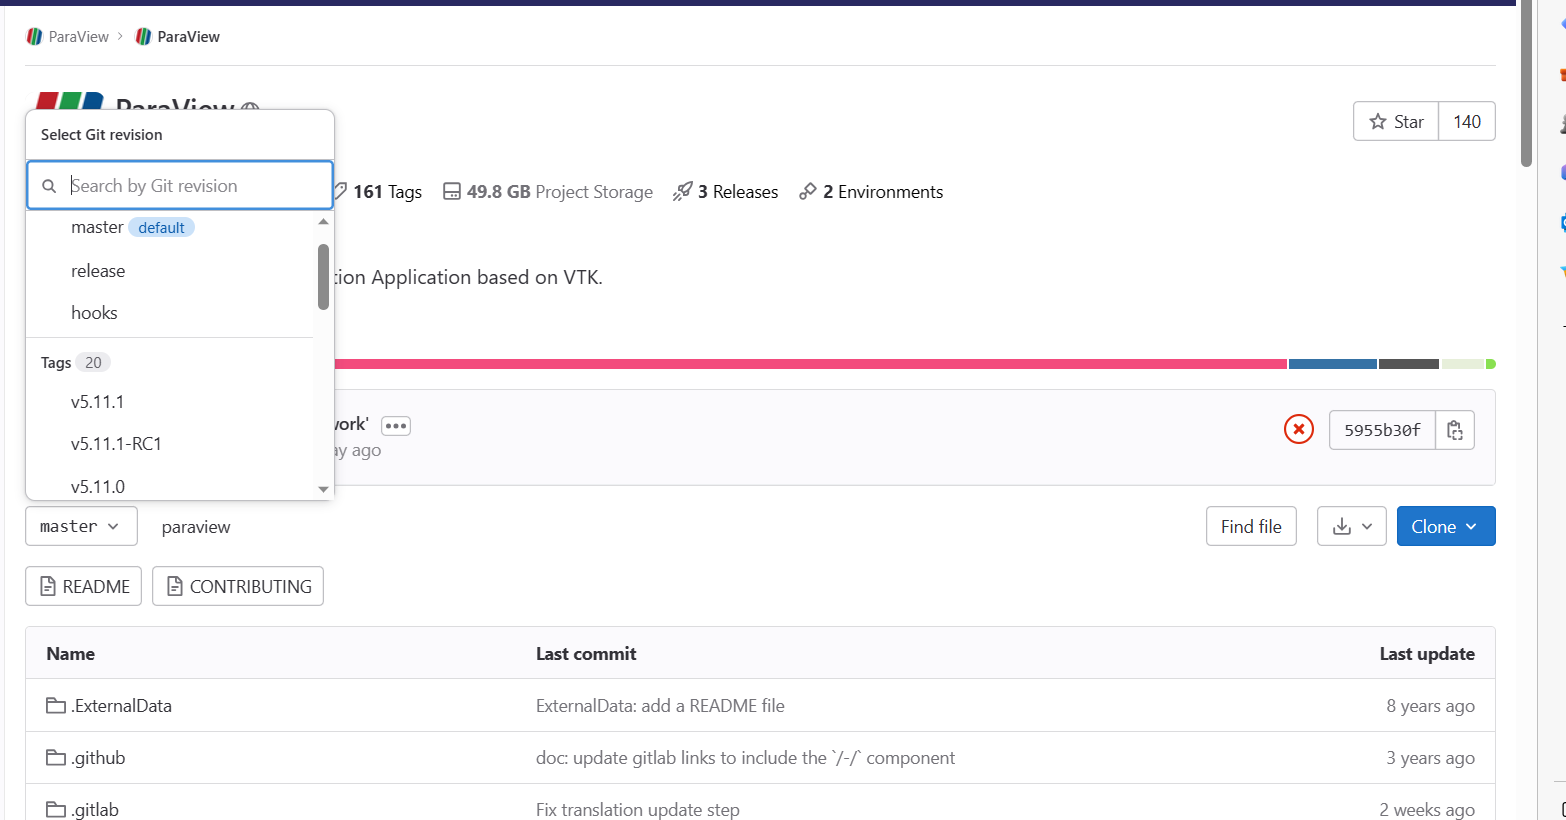 ParaView > ParaView
ParaView
Star 140
Select Git revision
Search by Git revision
161 Tags 49.8 GB Project Storage 3 Releases 2 Environments
master default
release
tion Application based on VTK.
hooks
Tags 20
v5.11.1
v5.11.1-RC1
v5.11.0
work'
ay ago
5955b30f
master paraview Find file Clone
README CONTRIBUTING
Name Last commit Last update
.ExternalData ExternalData: add a README file 8 years ago
.github doc: update gitlab links to include the `/-/` component 3 years ago
.gitlab Fix translation update step 2 weeks ago